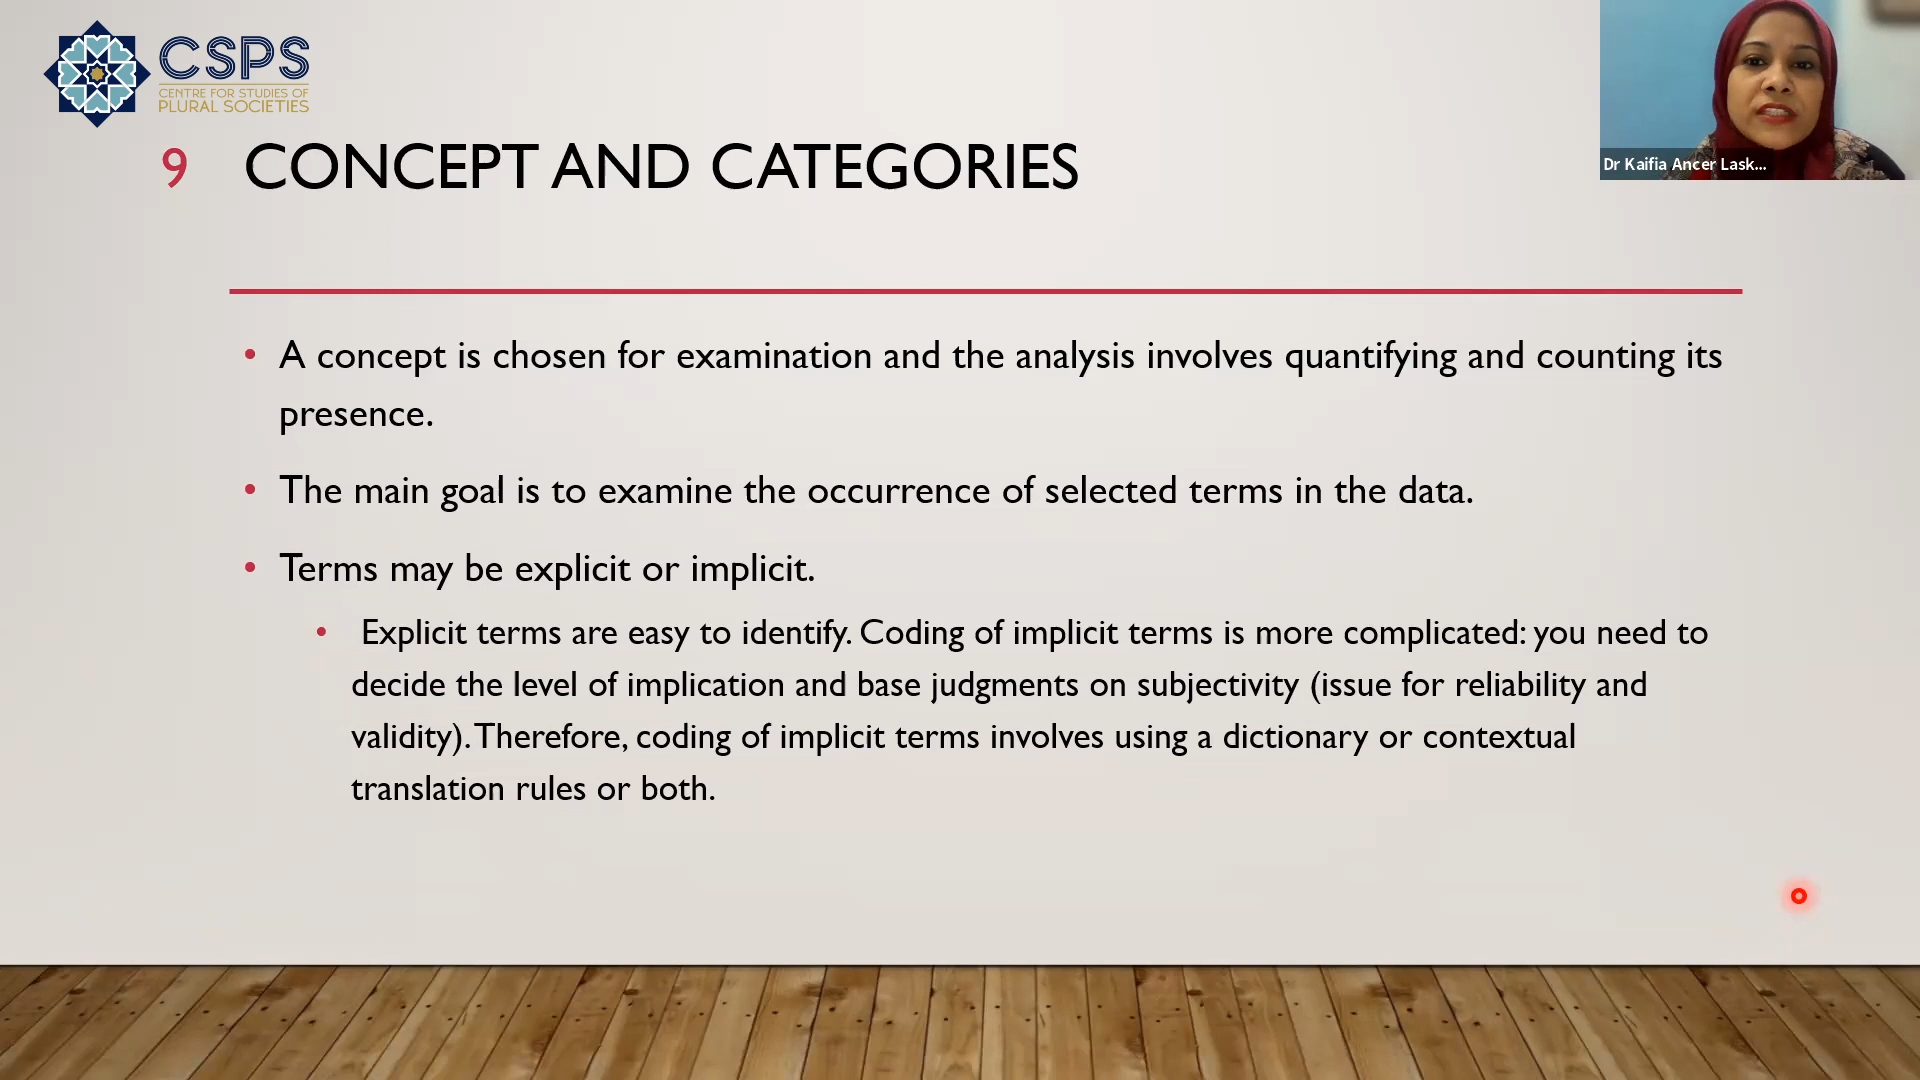 CSPS
CENTRE FOR STUDIES OF
PLURAL SOCIETIES
Dr Kaifia Ancer Lask...
9 CONCEPT AND CATEGORIES
• A concept is chosen for examination and the analysis involves quantifying and counting its
presence.
• The main goal is to examine the occurrence of selected terms in the data.
• Terms may be explicit or implicit.
• Explicit terms are easy to identify. Coding of implicit terms is more complicated: you need to
decide the level of implication and base judgments on subjectivity (issue for reliability and
validity). Therefore, coding of implicit terms involves using a dictionary or contextual
translation rules or both.